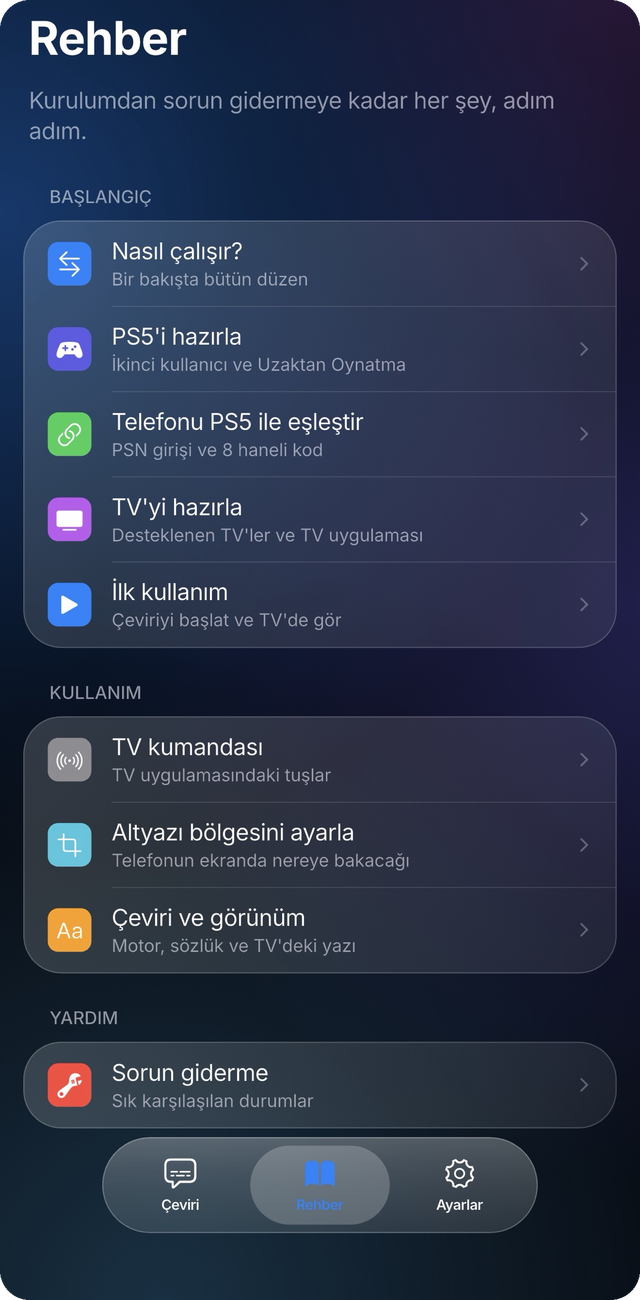 Rehber
Kurulumdan sorun gidermeye kadar her şey, adım
adım.
BAŞLANGIÇ
Nasıl çalışır?
Bir bakışta bütün düzen
PS5'i hazırla
İkinci kullanıcı ve Uzaktan Oynatma
Telefonu PS5 ile eşleştir
PSN girişi ve 8 haneli kod
TV'yi hazırla
Desteklenen TV'ler ve TV uygulaması
İlk kullanım
Çeviriyi başlat ve TV'de gör
KULLANIM
TV kumandası
TV uygulamasındaki tuşlar
Altyazı bölgesini ayarla
Telefonun ekranda nereye bakacağı
Aa
Çeviri ve görünüm
Motor, sözlük ve TV'deki yazı
YARDIM
Sorun giderme
Sık karşılaşılan durumlar
Çeviri
Rehber
Ayarlar